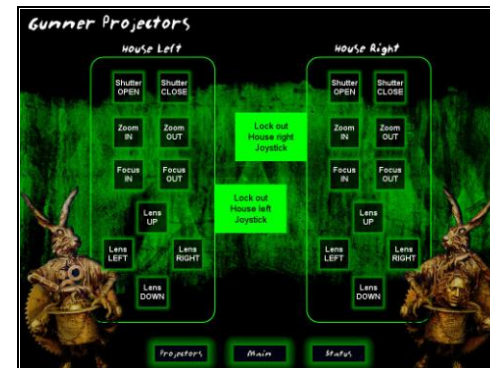 Gunner Projectors
House Left
House Right
Shutter
OPEN
Shutter
CLOSE
Zoom
IN
Zoom
OUT
Focus
IN
Focus
OUT
Lens
UP
Lens
LEFT
Lens
RIGHT
Lens
DOWN
Lock out
House right
Joystick
Lock out
House left
Joystick
Shutter
OPEN
Shutter
CLOSE
Zoom
IN
Zoom
OUT
Focus
IN
Focus
OUT
Lens
UP
Lens
LEFT
Lens
RIGHT
Lens
DOWN
Projectors
Main
Status